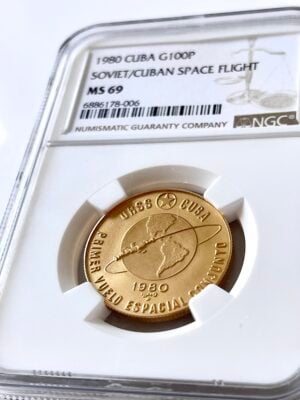 1980 CUBA G100P
SOVIET/CUBAN SPACE FLIGHT
MS 69
6886178-006
NUMISMATIC GUARANTY COMPANY
NGC
URSS CUBA
PRIMER VUELO ESPACIAL CONJUNTO
1980